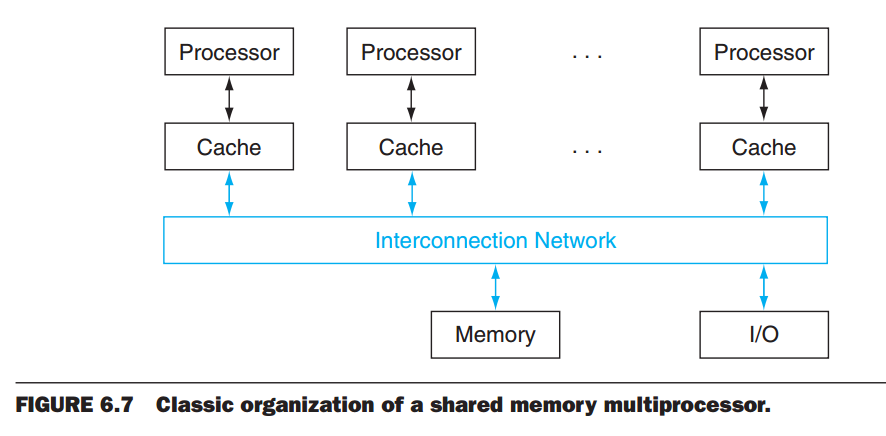 Processor Processor . . . Processor
Cache Cache . . . Cache
Interconnection Network
Memory I/O
FIGURE 6.7 Classic organization of a shared memory multiprocessor.